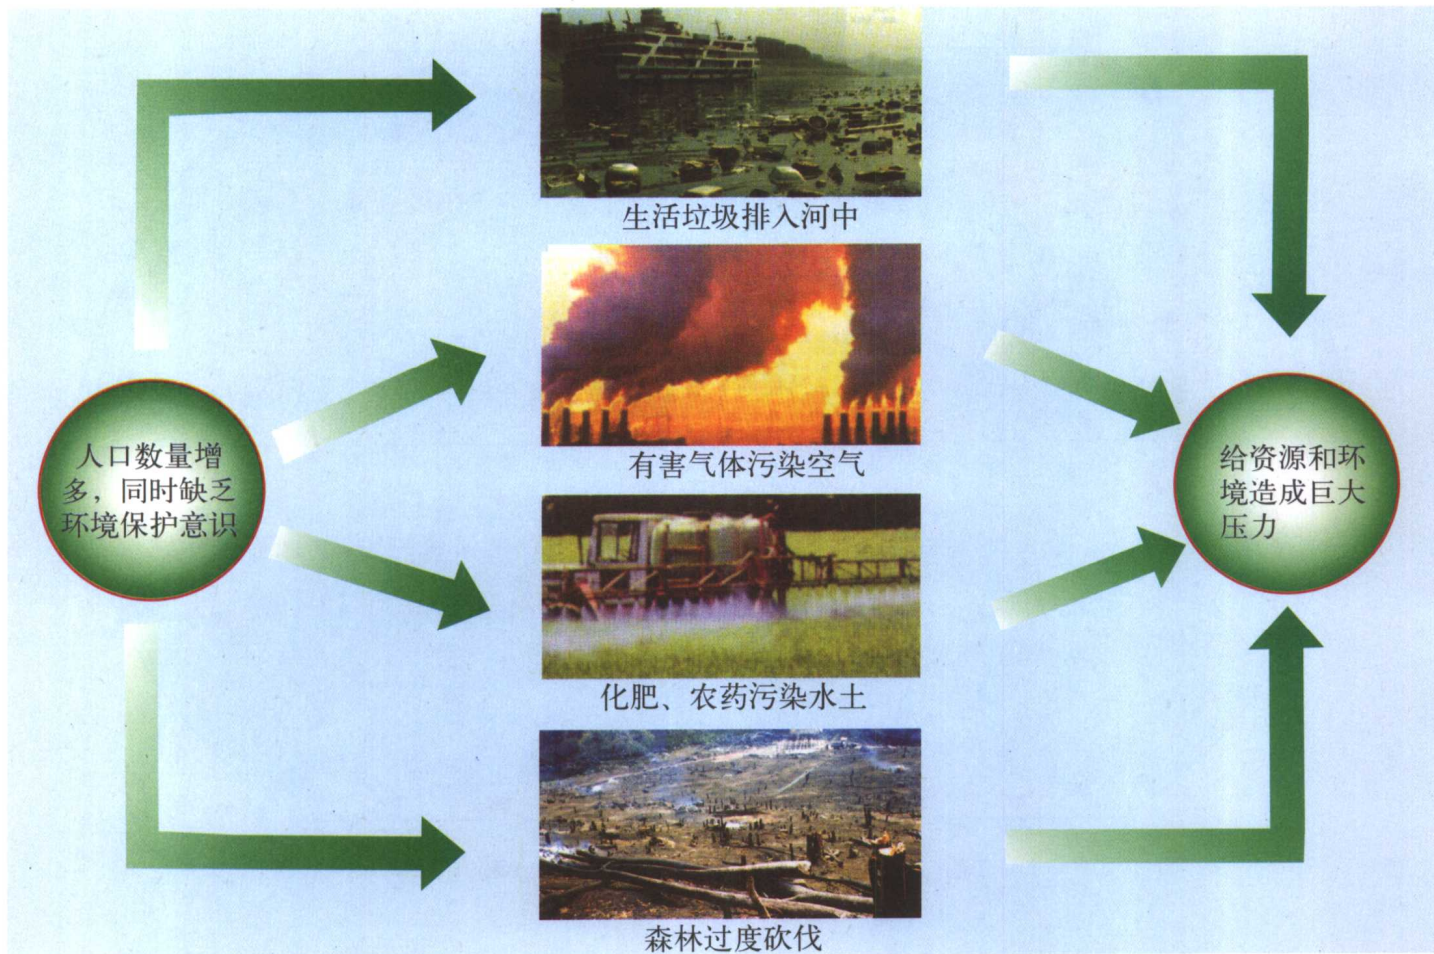 生活垃圾排入河中
有害气体污染空气
人口数量增
多，同时缺乏
环境保护意识
给资源和环
境造成巨大
压力
化肥、农药污染水土
森林过度砍伐